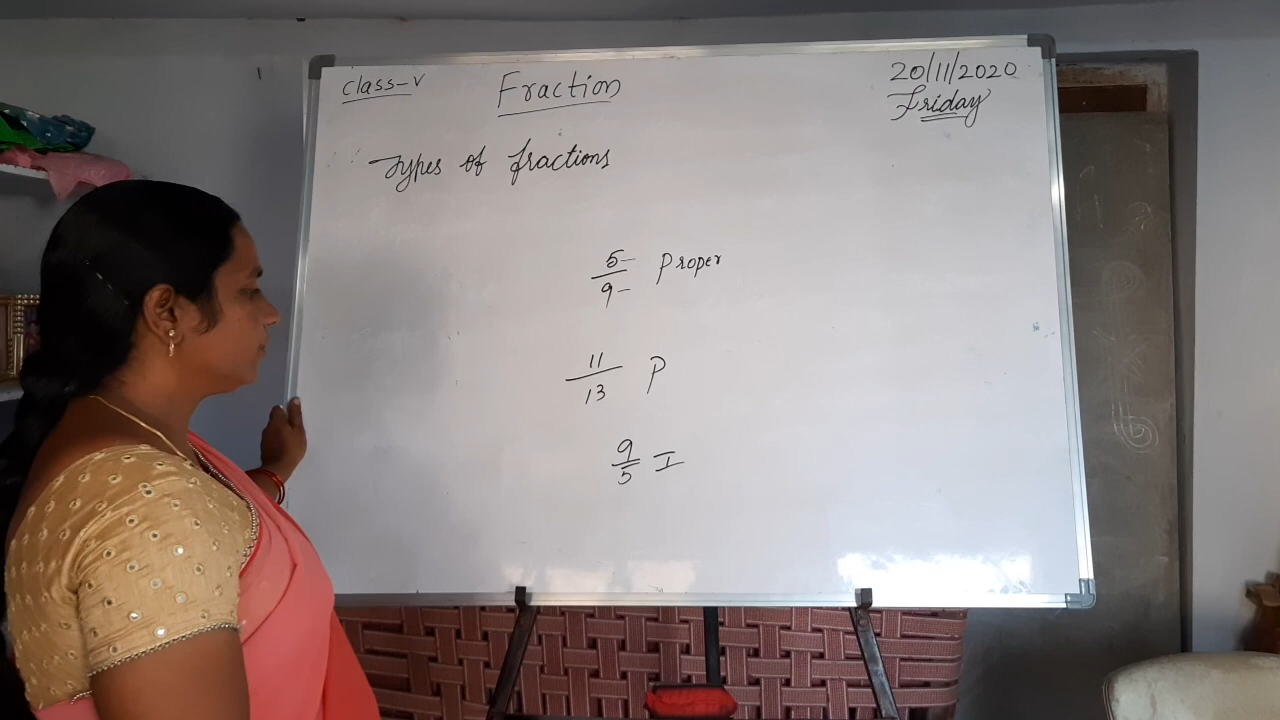 Class-V
Fraction
20/11/2020
Friday
Types of fractions
5
9
Proper
11
13
P
9
5
I